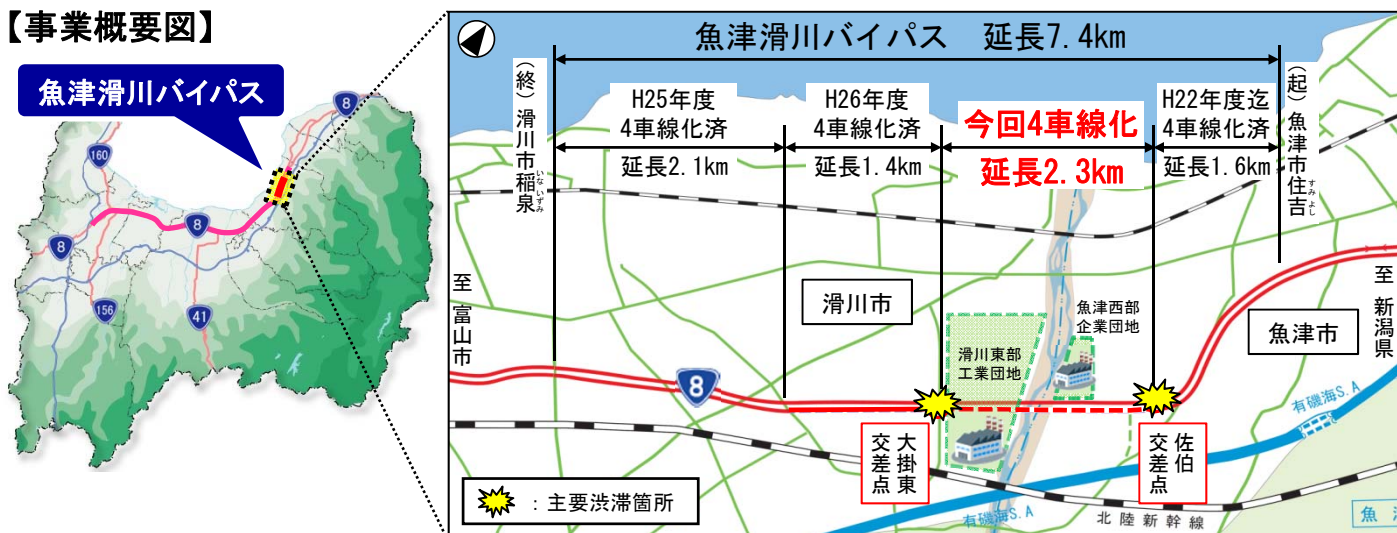 【事業概要図】
魚津滑川バイパス
8
160
8
8
156
41
魚津滑川バイパス　延長7.4km
(終)滑川市稲泉
いないずみ
H25年度
4車線化済
延長2.1km
H26年度
4車線化済
延長1.4km
今回4車線化
延長2.3km
H22年度迄
4車線化済
延長1.6km
(起)魚津市住吉
すみよし
至 富山市
滑川市
滑川東部
工業団地
魚津西部
企業団地
魚津市
至 新潟県
8
大掛東
交差点
佐伯
交差点
有磯海S.A
有磯海S.A
北陸新幹線
：主要渋滞箇所
魚